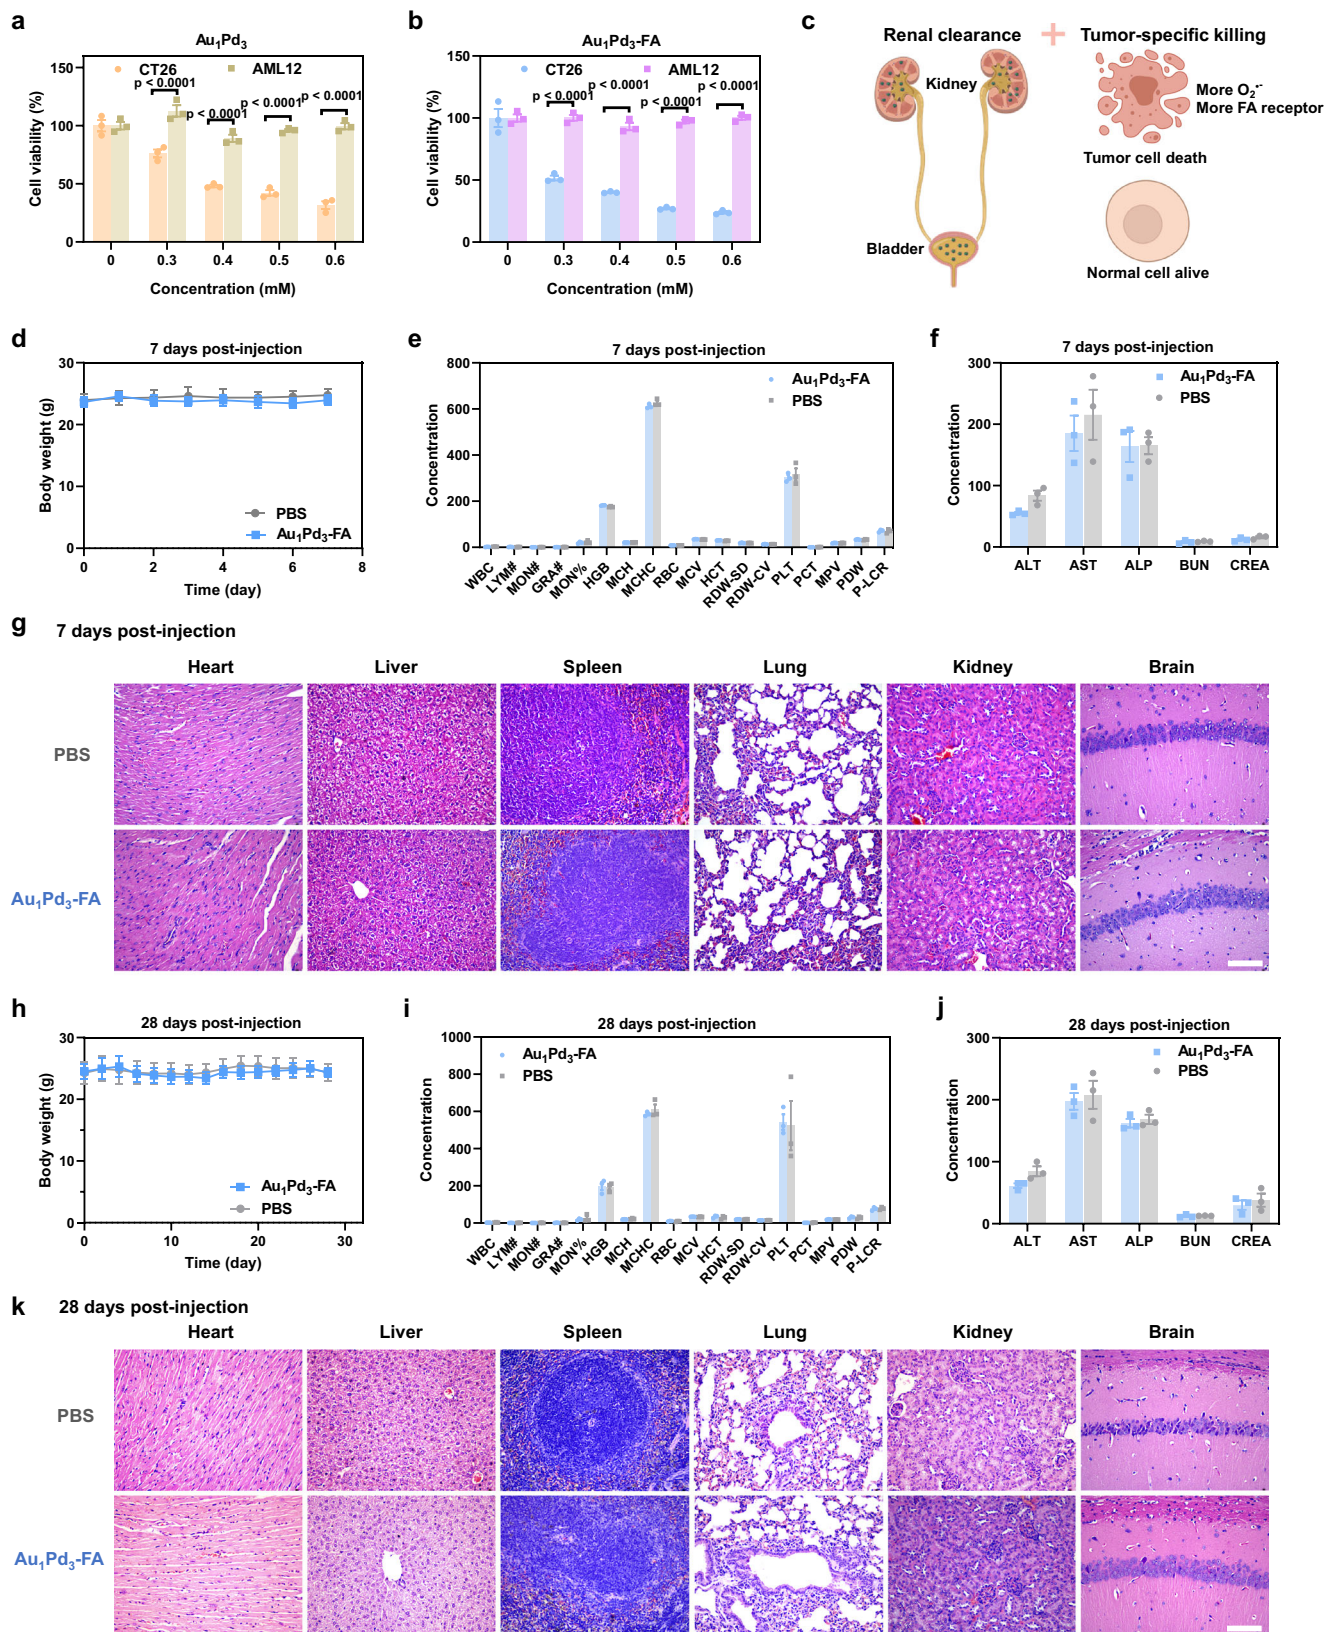 a
Au₁Pd₃
CT26 AML12
p < 0.0001
p < 0.0001
p < 0.0001
p < 0.0001
Cell viability (%)
150
100
50
0
0 0.3 0.4 0.5 0.6
Concentration (mM)
b
Au₁Pd₃-FA
CT26 AML12
p < 0.0001
p < 0.0001
p < 0.0001
p < 0.0001
Cell viability (%)
150
100
50
0
0 0.3 0.4 0.5 0.6
Concentration (mM)
c
Renal clearance + Tumor-specific killing
Kidney
Bladder
More O₂•⁻
More FA receptor
Tumor cell death
Normal cell alive
d
7 days post-injection
Body weight (g)
30
20
10
0
PBS
Au₁Pd₃-FA
0 2 4 6 8
Time (day)
e
7 days post-injection
Concentration
800
600
400
200
0
Au₁Pd₃-FA
PBS
WBC LYM# MON# GRA# MON% HGB MCH MCHC RBC MCV HCT RDW-SD RDW-CV PLT PCT MPV PDW P-LCR
f
7 days post-injection
Concentration
300
200
100
0
Au₁Pd₃-FA
PBS
ALT AST ALP BUN CREA
g 7 days post-injection
Heart Liver Spleen Lung Kidney Brain
PBS
Au₁Pd₃-FA
h
28 days post-injection
Body weight (g)
30
20
10
0
Au₁Pd₃-FA
PBS
0 10 20 30
Time (day)
i
28 days post-injection
Concentration
1000
800
600
400
200
0
Au₁Pd₃-FA
PBS
WBC LYM# MON# GRA# MON% HGB MCH MCHC RBC MCV HCT RDW-SD RDW-CV PLT PCT MPV PDW P-LCR
j
28 days post-injection
Concentration
300
200
100
0
Au₁Pd₃-FA
PBS
ALT AST ALP BUN CREA
k 28 days post-injection
Heart Liver Spleen Lung Kidney Brain
PBS
Au₁Pd₃-FA